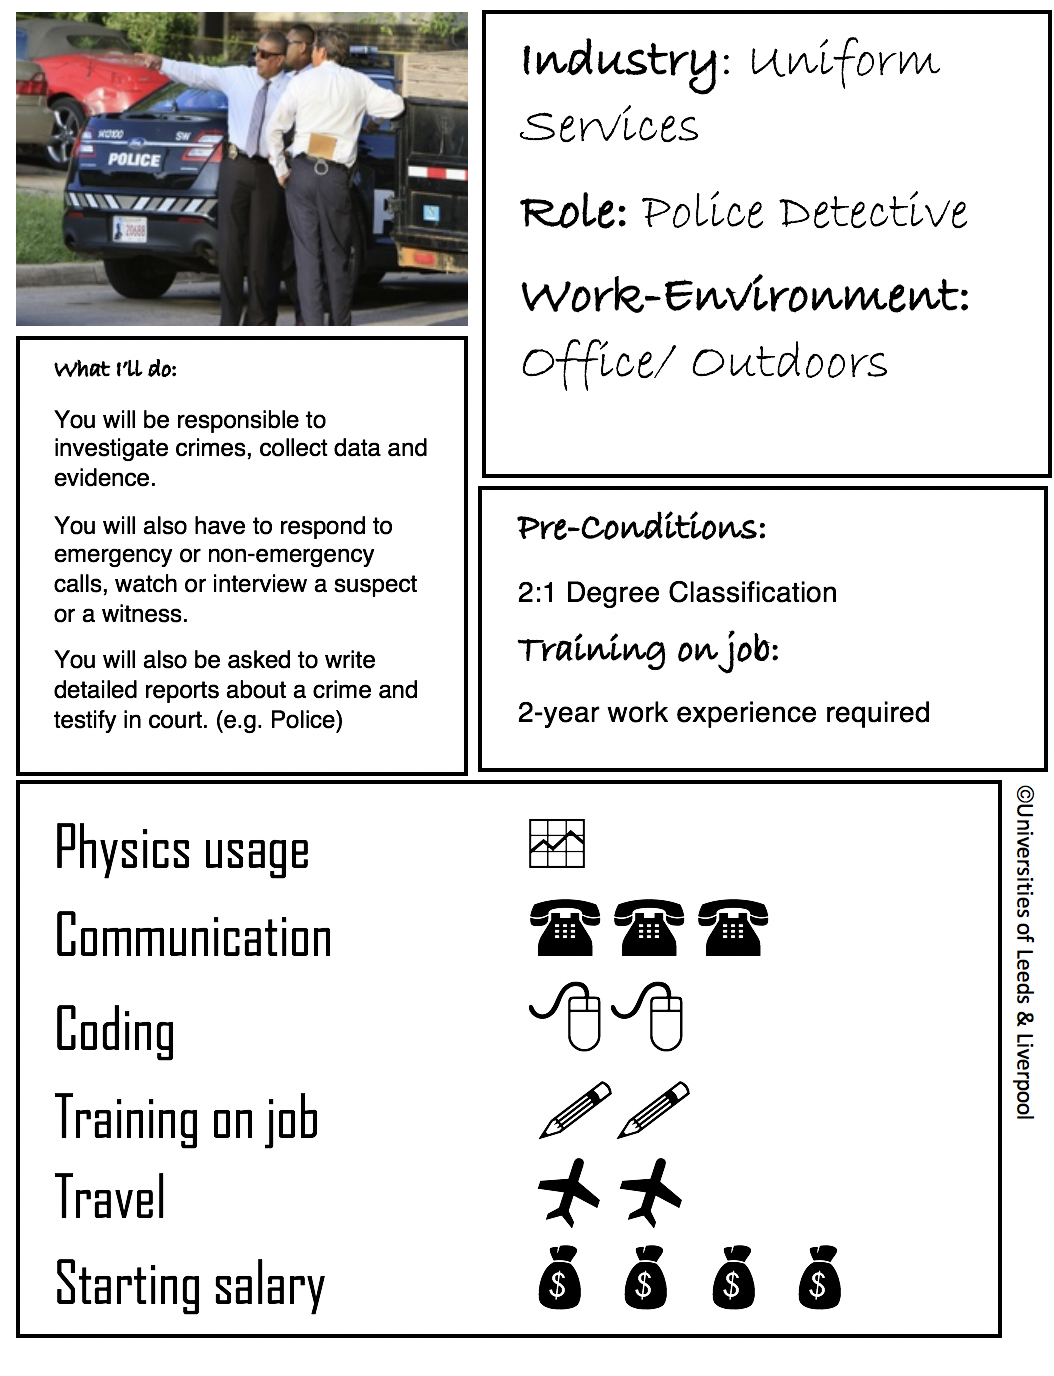 POLICE
SW
20688
Industry: Uniform
Services
Role: Police Detective
Work-Environment:
Office/ Outdoors
What I'll do:
You will be responsible to
investigate crimes, collect data and
evidence.
You will also have to respond to
emergency or non-emergency
calls, watch or interview a suspect
or a witness.
You will also be asked to write
detailed reports about a crime and
testify in court. (e.g. Police)
Pre-Conditions:
2:1 Degree Classification
Training on job:
2-year work experience required
Physics usage
Communication
Coding
Training on job
Travel
Starting salary
$ $ $ $
©Universities of Leeds & Liverpool